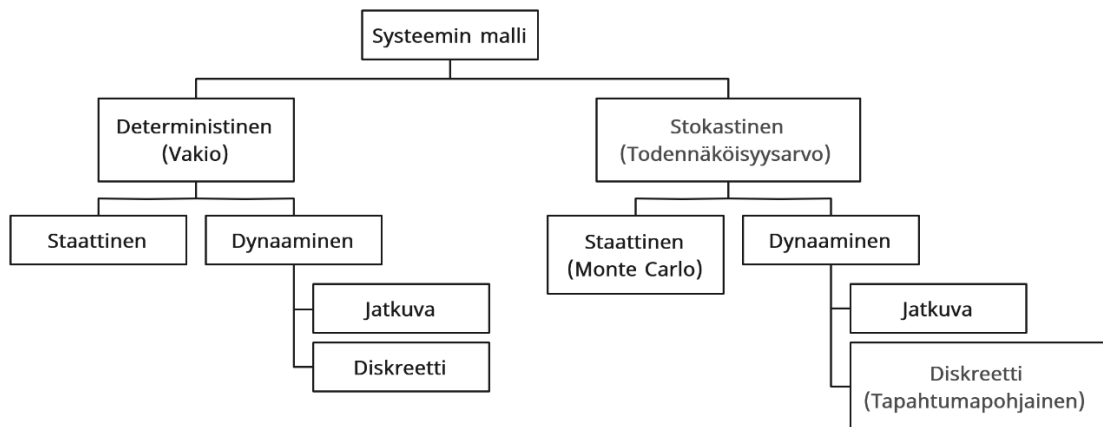 Systeemin malli
Deterministinen
(Vakio)
Stokastinen
(Todennäköisyysarvo)
Staattinen
Dynaaminen
Staattinen
(Monte Carlo)
Dynaaminen
Jatkuva
Diskreetti
Jatkuva
Diskreetti
(Tapahtumapohjainen)